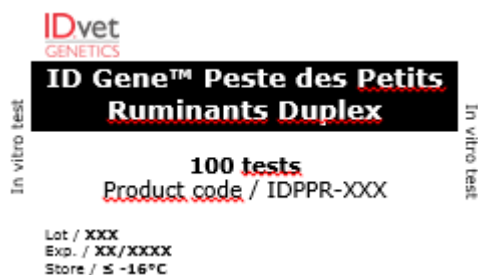 IDvet
GENETICS
ID Gene™ Peste des Petits
Ruminants Duplex
In vitro test
In vitro test
100 tests
Product code / IDPPR-XXX
Lot / XXX
Exp. / XX/XXXX
Store / ≤ -16°C